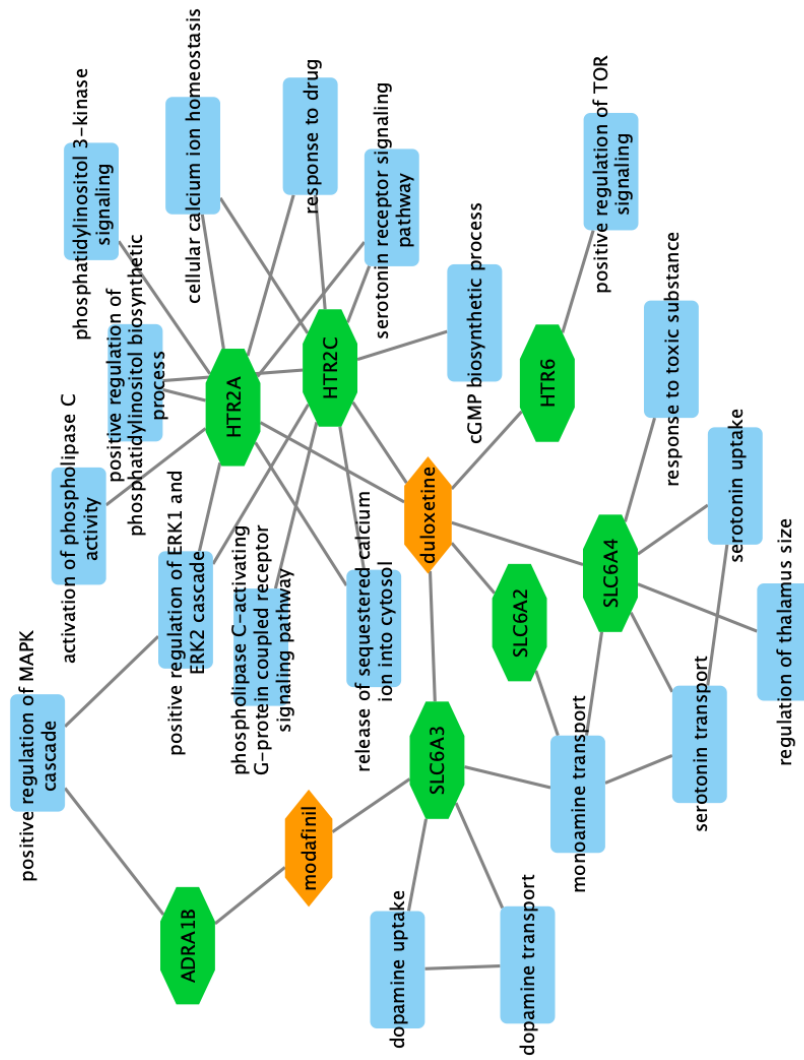 positive regulation of MAPK
cascade
ADRA1B
modafinil
dopamine uptake
dopamine transport
SLC6A3
activation of phospholipase C
activity
positive regulation of ERK1 and
ERK2 cascade
phospholipase C-activating
G-protein coupled receptor
signaling pathway
release of sequestered calcium
ion into cytosol
monoamine transport
serotonin transport
SLC6A2
duloxetine
SLC6A4
regulation of thalamus size
serotonin uptake
response to toxic substance
phosphatidylinositol 3-kinase
signaling
positive regulation of
phosphatidylinositol biosynthetic
process
HTR2A
HTR2C
cellular calcium ion homeostasis
response to drug
serotonin receptor signaling
pathway
cGMP biosynthetic process
HTR6
positive regulation of TOR
signaling